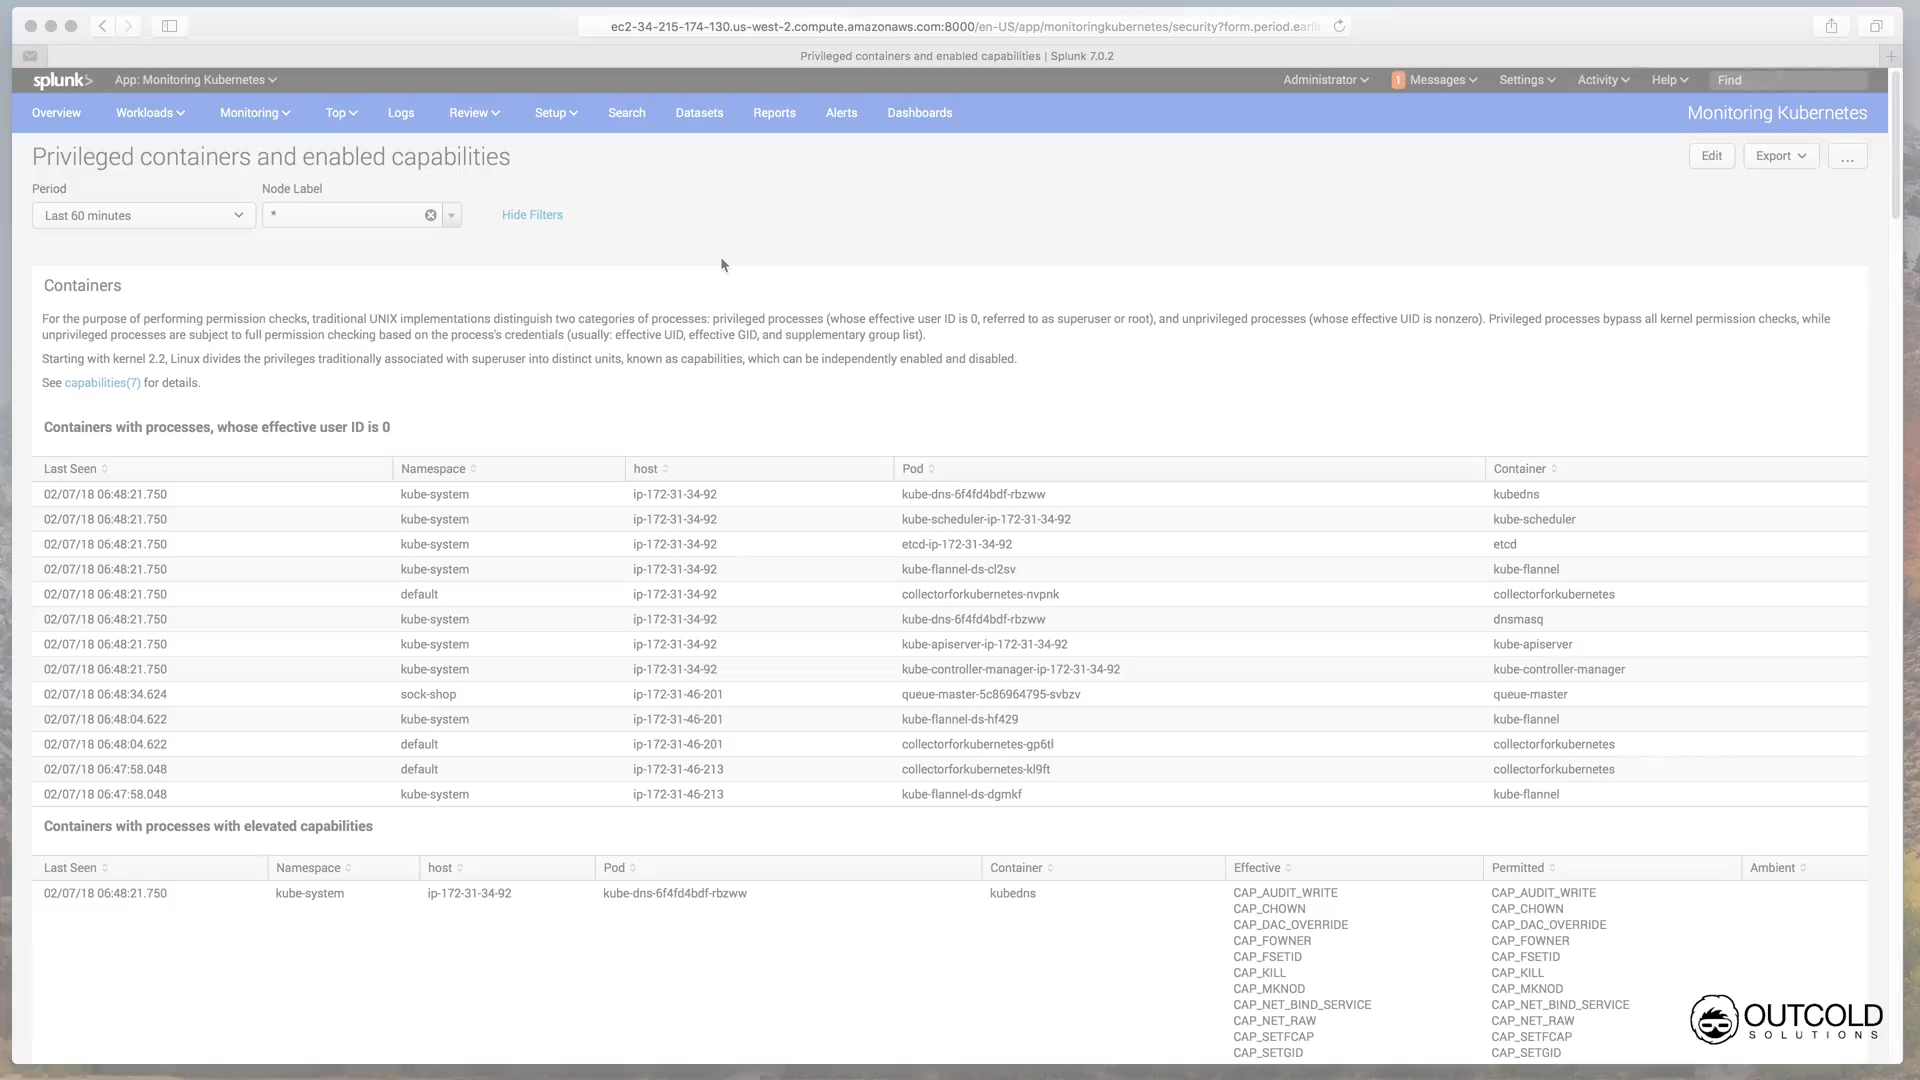 ec2-34-215-174-130.us-west-2.compute.amazonaws.com:8000/en-US/app/monitoringkubernetes/security?form.period.earli
Privileged containers and enabled capabilities | Splunk 7.0.2
splunk> App: Monitoring Kubernetes Administrator 1 Messages Settings Activity Help Find
Overview Workloads Monitoring Top Logs Review Setup Search Datasets Reports Alerts Dashboards Monitoring Kubernetes
Privileged containers and enabled capabilities Edit Export ...
Period Node Label
Last 60 minutes * Hide Filters
Containers
For the purpose of performing permission checks, traditional UNIX implementations distinguish two categories of processes: privileged processes (whose effective user ID is 0, referred to as superuser or root), and unprivileged processes (whose effective UID is nonzero). Privileged processes bypass all kernel permission checks, while
unprivileged processes are subject to full permission checking based on the process's credentials (usually: effective UID, effective GID, and supplementary group list).
Starting with kernel 2.2, Linux divides the privileges traditionally associated with superuser into distinct units, known as capabilities, which can be independently enabled and disabled.
See capabilities(7) for details.
Containers with processes, whose effective user ID is 0
Last Seen Namespace host Pod Container
02/07/18 06:48:21.750 kube-system ip-172-31-34-92 kube-dns-6f4fd4bdf-rbzww kubedns
02/07/18 06:48:21.750 kube-system ip-172-31-34-92 kube-scheduler-ip-172-31-34-92 kube-scheduler
02/07/18 06:48:21.750 kube-system ip-172-31-34-92 etcd-ip-172-31-34-92 etcd
02/07/18 06:48:21.750 kube-system ip-172-31-34-92 kube-flannel-ds-cl2sv kube-flannel
02/07/18 06:48:21.750 default ip-172-31-34-92 collectorforkubernetes-nvpnk collectorforkubernetes
02/07/18 06:48:21.750 kube-system ip-172-31-34-92 kube-dns-6f4fd4bdf-rbzww dnsmasq
02/07/18 06:48:21.750 kube-system ip-172-31-34-92 kube-apiserver-ip-172-31-34-92 kube-apiserver
02/07/18 06:48:21.750 kube-system ip-172-31-34-92 kube-controller-manager-ip-172-31-34-92 kube-controller-manager
02/07/18 06:48:34.624 sock-shop ip-172-31-46-201 queue-master-5c86964795-svbzv queue-master
02/07/18 06:48:04.622 kube-system ip-172-31-46-201 kube-flannel-ds-hf429 kube-flannel
02/07/18 06:48:04.622 default ip-172-31-46-201 collectorforkubernetes-gp6tl collectorforkubernetes
02/07/18 06:47:58.048 default ip-172-31-46-213 collectorforkubernetes-kl9ft collectorforkubernetes
02/07/18 06:47:58.048 kube-system ip-172-31-46-213 kube-flannel-ds-dgmkf kube-flannel
Containers with processes with elevated capabilities
Last Seen Namespace host Pod Container Effective Permitted Ambient
02/07/18 06:48:21.750 kube-system ip-172-31-34-92 kube-dns-6f4fd4bdf-rbzww kubedns CAP_AUDIT_WRITE CAP_AUDIT_WRITE
CAP_CHOWN CAP_CHOWN
CAP_DAC_OVERRIDE CAP_DAC_OVERRIDE
CAP_FOWNER CAP_FOWNER
CAP_FSETID CAP_FSETID
CAP_KILL CAP_KILL
CAP_MKNOD CAP_MKNOD
CAP_NET_BIND_SERVICE CAP_NET_BIND_SERVICE
CAP_NET_RAW CAP_NET_RAW
CAP_SETFCAP CAP_SETFCAP
CAP_SETGID CAP_SETGID
OUTCOLD
SOLUTIONS